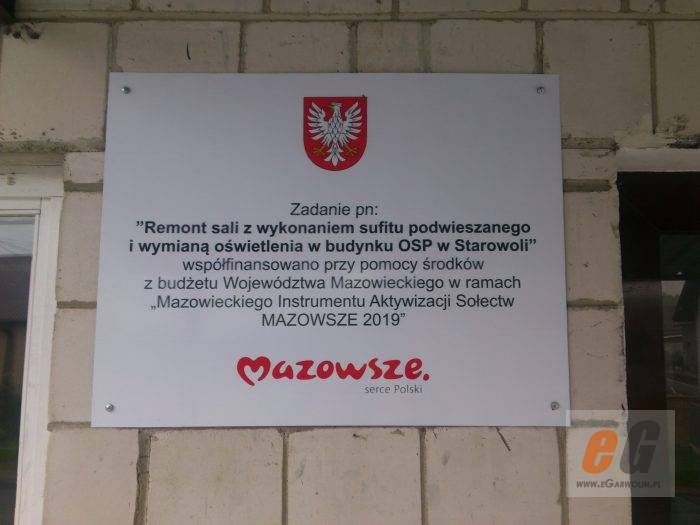 Zadanie pn:
”Remont sali z wykonaniem sufitu podwieszanego
i wymianą oświetlenia w budynku OSP w Starowoli”
współfinansowano przy pomocy środków
z budżetu Województwa Mazowieckiego w ramach
„Mazowieckiego Instrumentu Aktywizacji Sołectw
MAZOWSZE 2019”
Mazowsze.
serce Polski
eG
www.eGarwolin.pl